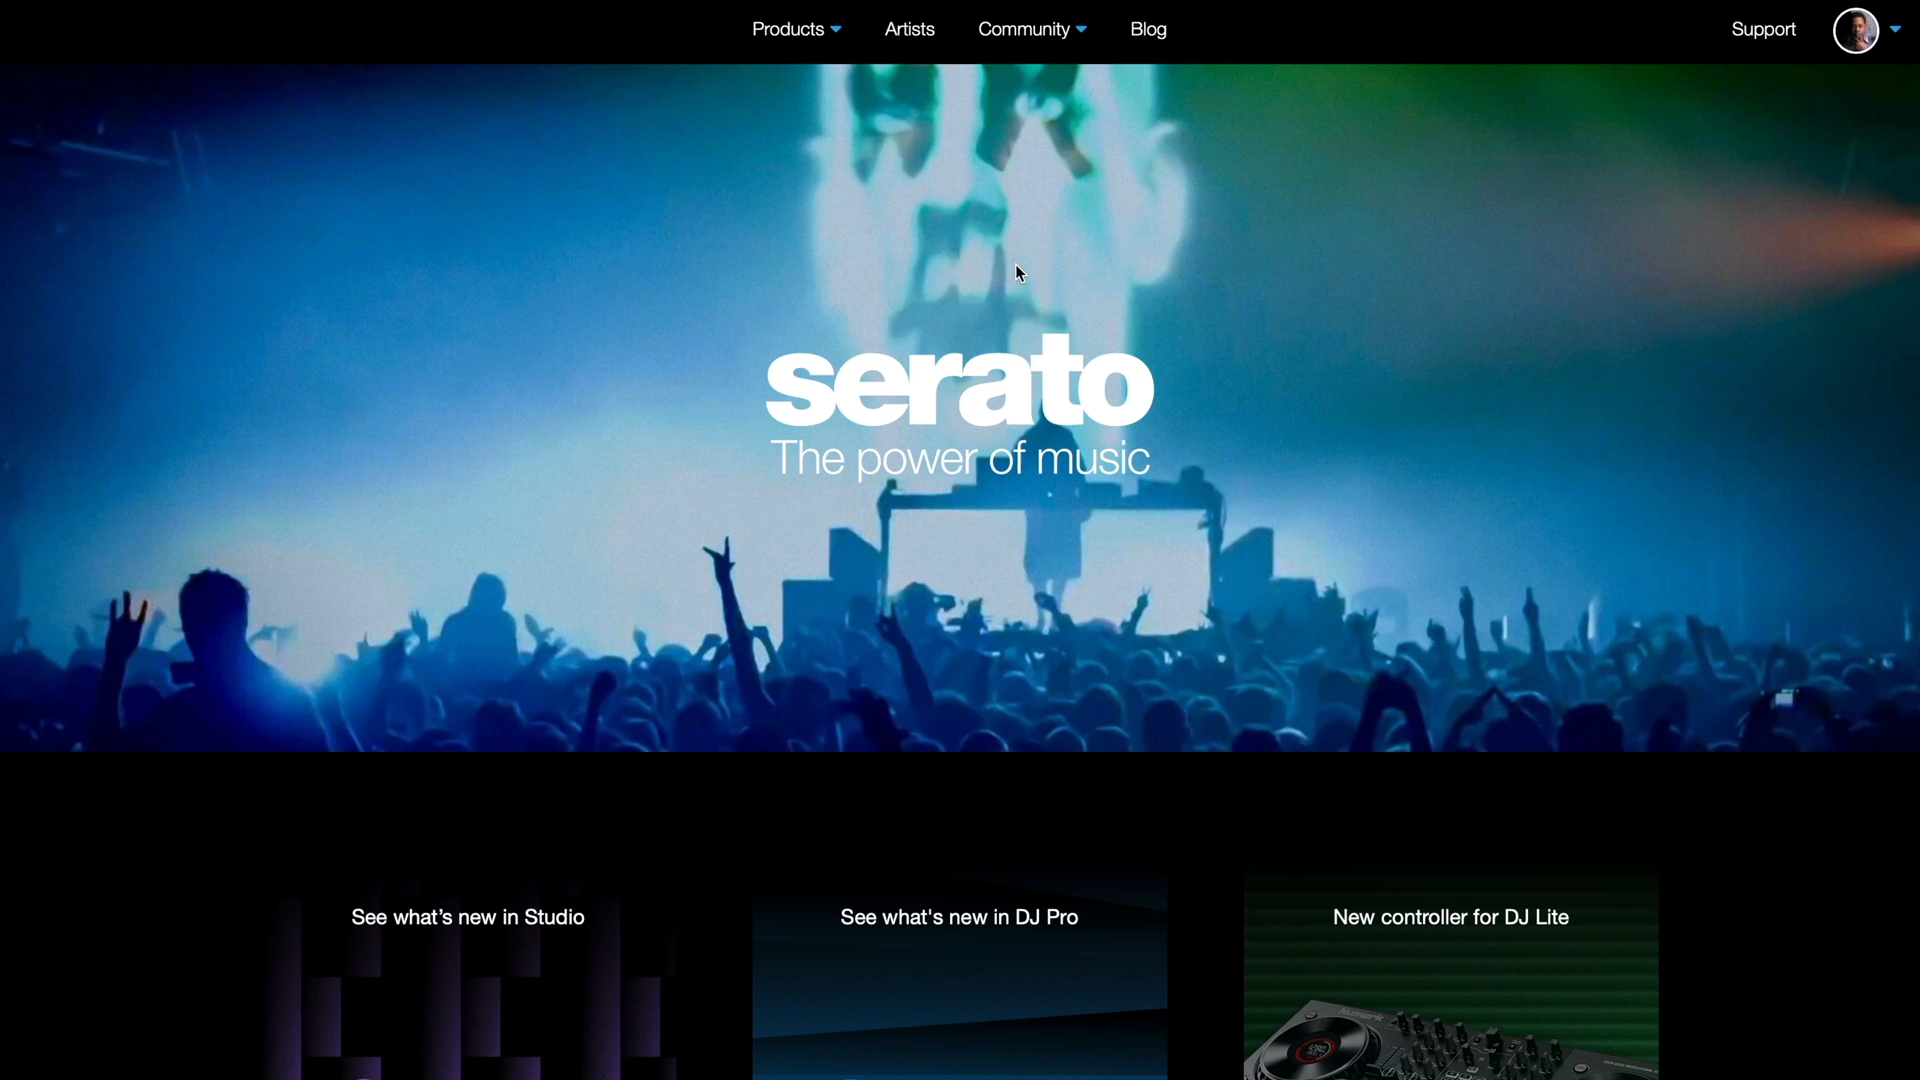 Products
Artists
Community
Blog
Support
serato
The power of music
See what’s new in Studio
See what's new in DJ Pro
New controller for DJ Lite
Numark